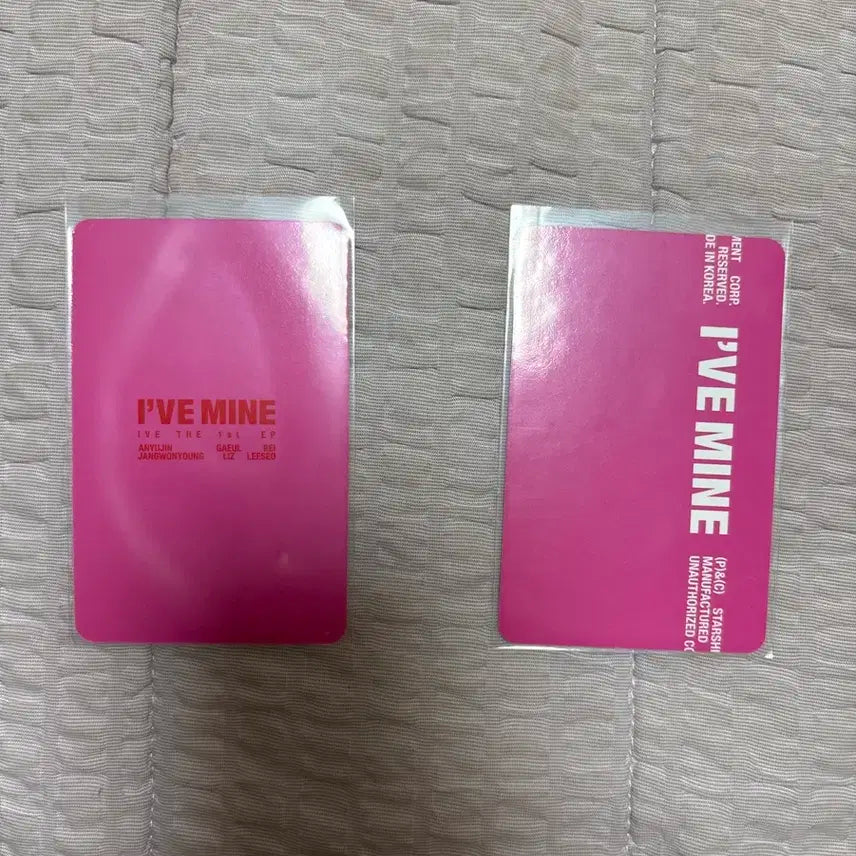 I'VE MINE
IVE THE 1st EP
ANYUJIN GAEUL REI
JANGWONYOUNG LIZ LEESEO
MENT CORP.
RESERVED.
DE IN KOREA.
I'VE MINE
(P)&(C) STARSHI
MANUFACTURED
UNAUTHORIZED CO